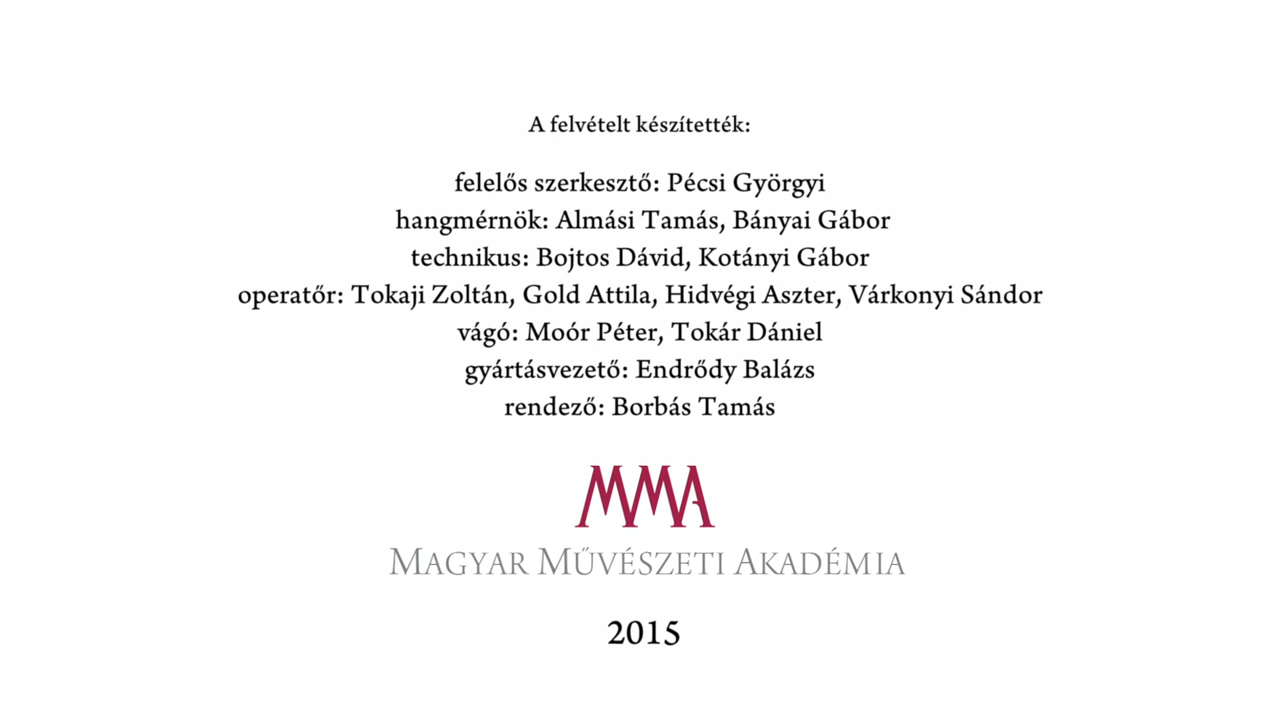 A felvételt készítették:
felelős szerkesztő: Pécsi Györgyi
hangmérnök: Almási Tamás, Bányai Gábor
technikus: Bojtos Dávid, Kotányi Gábor
operatőr: Tokaji Zoltán, Gold Attila, Hidvégi Aszter, Várkonyi Sándor
vágó: Moór Péter, Tokár Dániel
gyártásvezető: Endrődy Balázs
rendező: Borbás Tamás
MMA
MAGYAR MŰVÉSZETI AKADÉMIA
2015